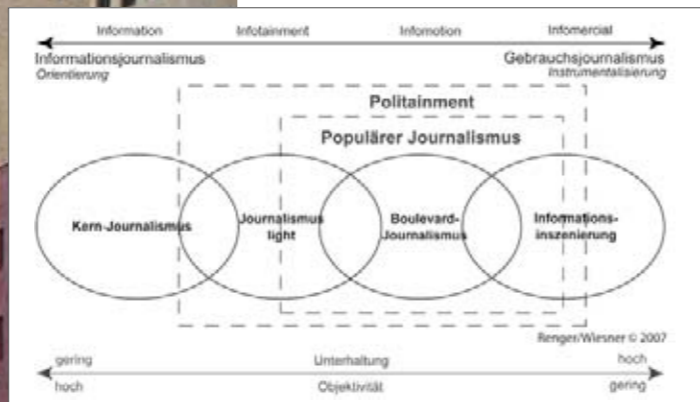 Information Infotainment Infomotion Infomercial
Informationsjournalismus Gebrauchsjournalismus
Orientierung Instrumentalisierung
Politainment
Populärer Journalismus
Kern-Journalismus
Journalismus
light
Boulevard-
Journalismus
Informations-
inszenierung
Renger/Wiesner © 2007
gering Unterhaltung hoch
hoch Objektivität gering